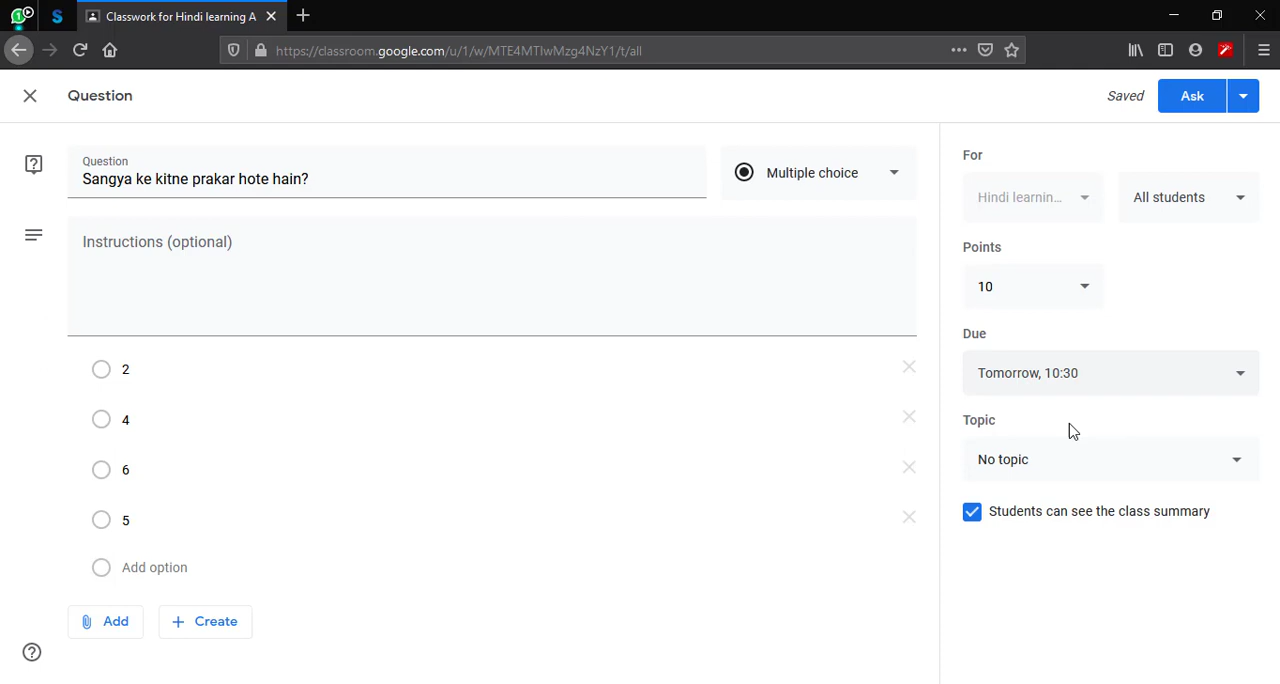 Classwork for Hindi learning A
https://classroom.google.com/u/1/w/MTE4MTIwMzg4NzY1/t/all
Question
Saved
Ask
Question
Sangya ke kitne prakar hote hain?
Multiple choice
Instructions (optional)
2
4
6
5
Add option
Add
Create
For
Hindi learnin...
All students
Points
10
Due
Tomorrow, 10:30
Topic
No topic
Students can see the class summary